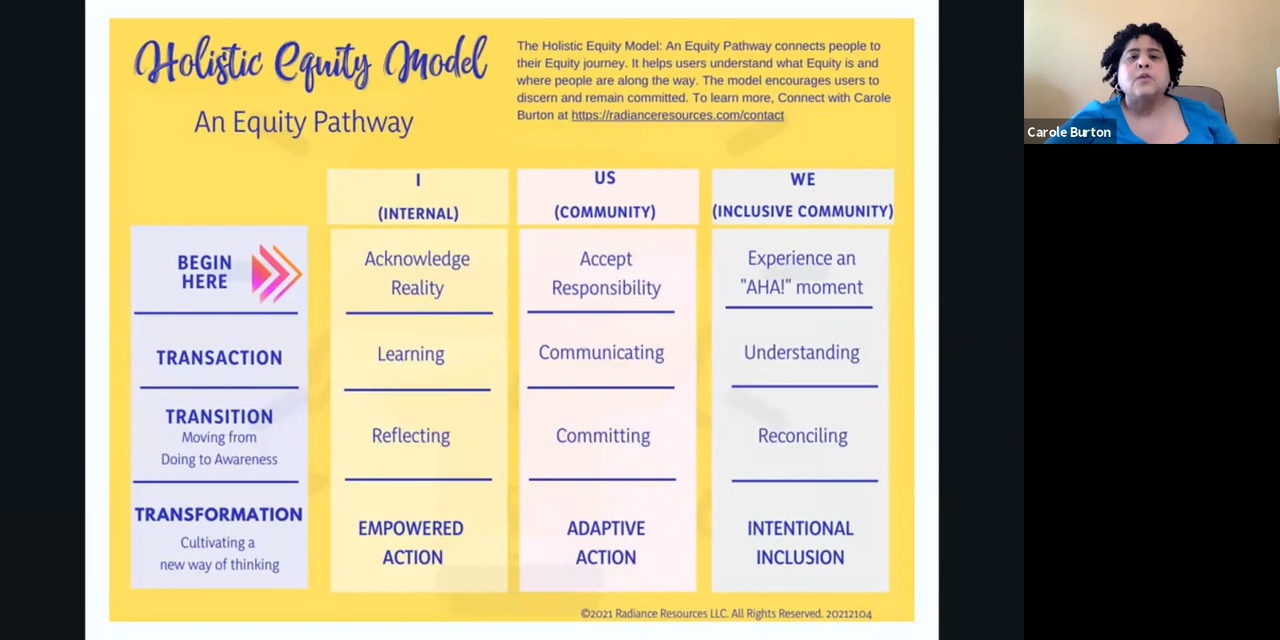 Holistic Equity Model
An Equity Pathway
The Holistic Equity Model: An Equity Pathway connects people to
their Equity journey. It helps users understand what Equity is and
where people are along the way. The model encourages users to
discern and remain committed. To learn more, Connect with Carole
Burton at https://radianceresources.com/contact
I
(INTERNAL)
US
(COMMUNITY)
WE
(INCLUSIVE COMMUNITY)
BEGIN
HERE
Acknowledge
Reality
Accept
Responsibility
Experience an
"AHA!" moment
TRANSACTION
Learning
Communicating
Understanding
TRANSITION
Moving from
Doing to Awareness
Reflecting
Committing
Reconciling
TRANSFORMATION
Cultivating a
new way of thinking
EMPOWERED
ACTION
ADAPTIVE
ACTION
INTENTIONAL
INCLUSION
©2021 Radiance Resources LLC. All Rights Reserved. 20212104
Carole Burton